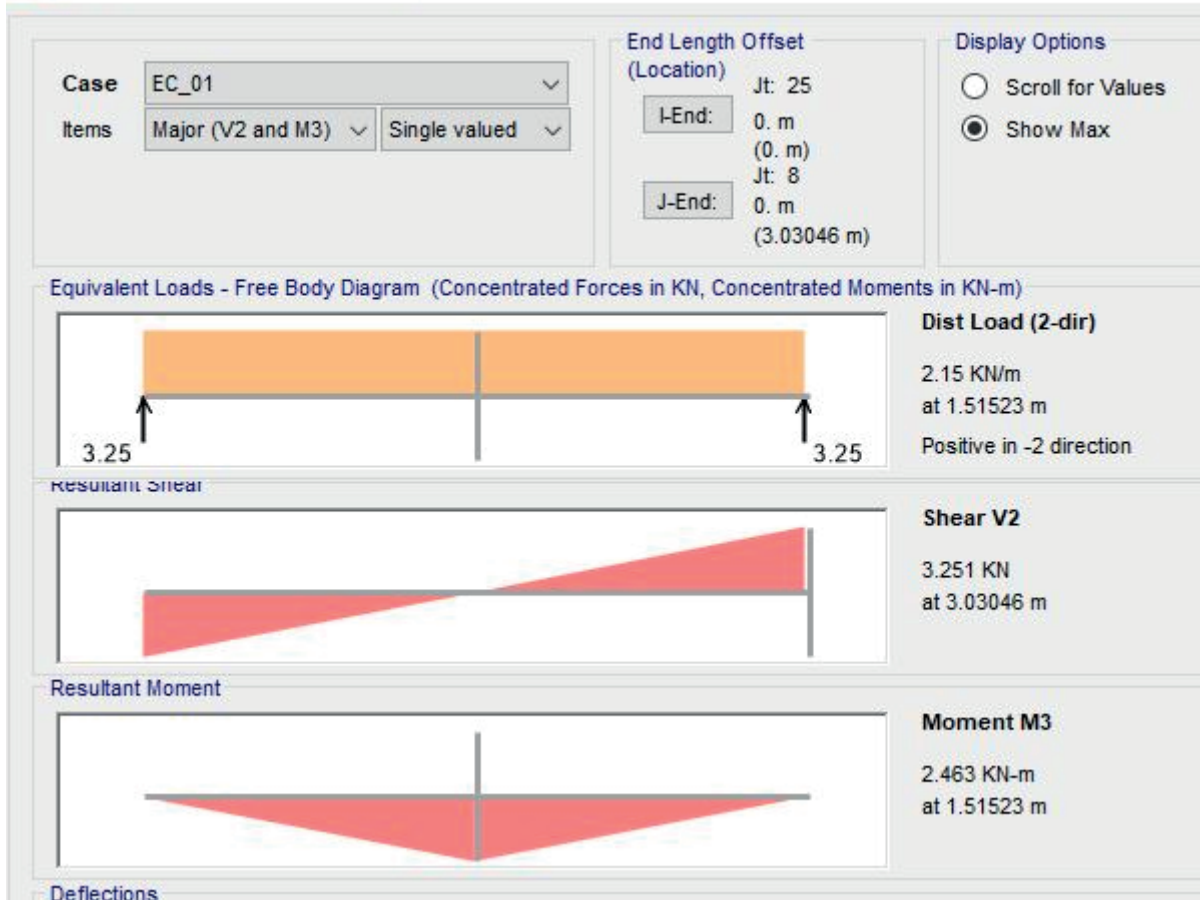 Case
EC_01
Items
Major (V2 and M3)
Single valued
End Length Offset
(Location)
Jt: 25
I-End:
0. m
(0. m)
Jt: 8
J-End:
0. m
(3.03046 m)
Display Options
Scroll for Values
Show Max
Equivalent Loads - Free Body Diagram (Concentrated Forces in KN, Concentrated Moments in KN-m)
3.25
3.25
Dist Load (2-dir)
2.15 KN/m
at 1.51523 m
Positive in -2 direction
Resultant Shear
Shear V2
3.251 KN
at 3.03046 m
Resultant Moment
Moment M3
2.463 KN-m
at 1.51523 m
Deflections